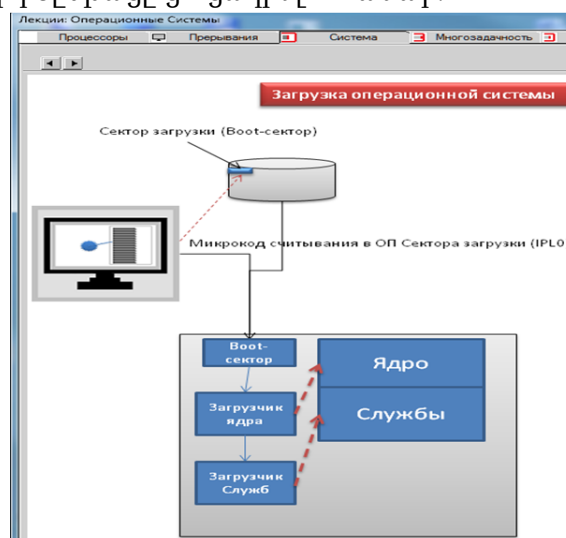 Лекции: Операционные Системы
Процессоры Прерывания Система Многозадачность
Загрузка операционной системы
Сектор загрузки (Boot-сектор)
Микрокод считывания в ОП Сектора загрузки (IPL0
Boot-
сектор
Ядро
Загрузчик
ядра
Службы
Загрузчик
Служб